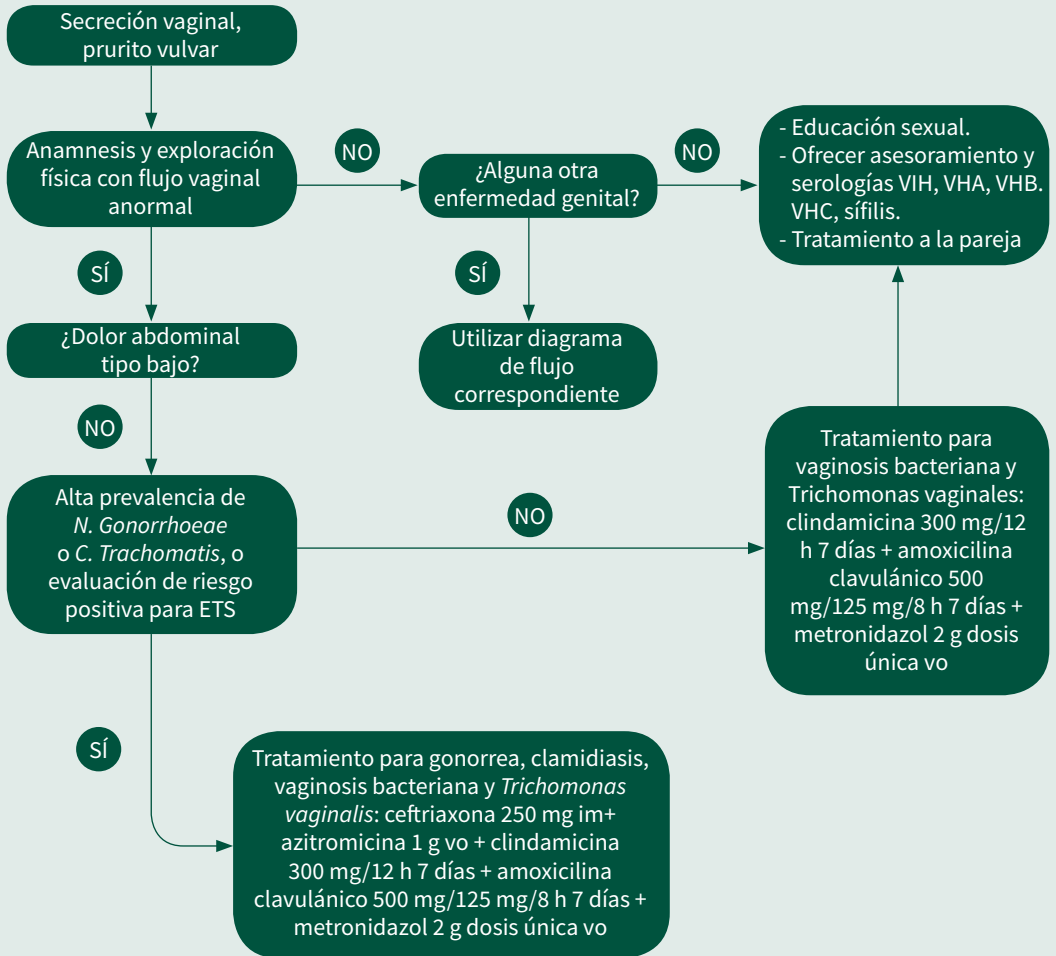 Secreción vaginal,
prurito vulvar
Anamnesis y exploración
física con flujo vaginal
anormal
NO
¿Alguna otra
enfermedad genital?
NO
- Educación sexual.
- Ofrecer asesoramiento y
serologías VIH, VHA, VHB.
VHC, sífilis.
- Tratamiento a la pareja
SÍ
SÍ
¿Dolor abdominal
tipo bajo?
Utilizar diagrama
de flujo
correspondiente
NO
Alta prevalencia de
N. Gonorrhoeae
o C. Trachomatis, o
evaluación de riesgo
positiva para ETS
NO
Tratamiento para
vaginosis bacteriana y
Trichomonas vaginales:
clindamicina 300 mg/12
h 7 días + amoxicilina
clavulánico 500
mg/125 mg/8 h 7 días +
metronidazol 2 g dosis
única vo
SÍ
Tratamiento para gonorrea, clamidiasis,
vaginosis bacteriana y Trichomonas
vaginalis: ceftriaxona 250 mg im+
azitromicina 1 g vo + clindamicina
300 mg/12 h 7 días + amoxicilina
clavulánico 500 mg/125 mg/8 h 7 días +
metronidazol 2 g dosis única vo